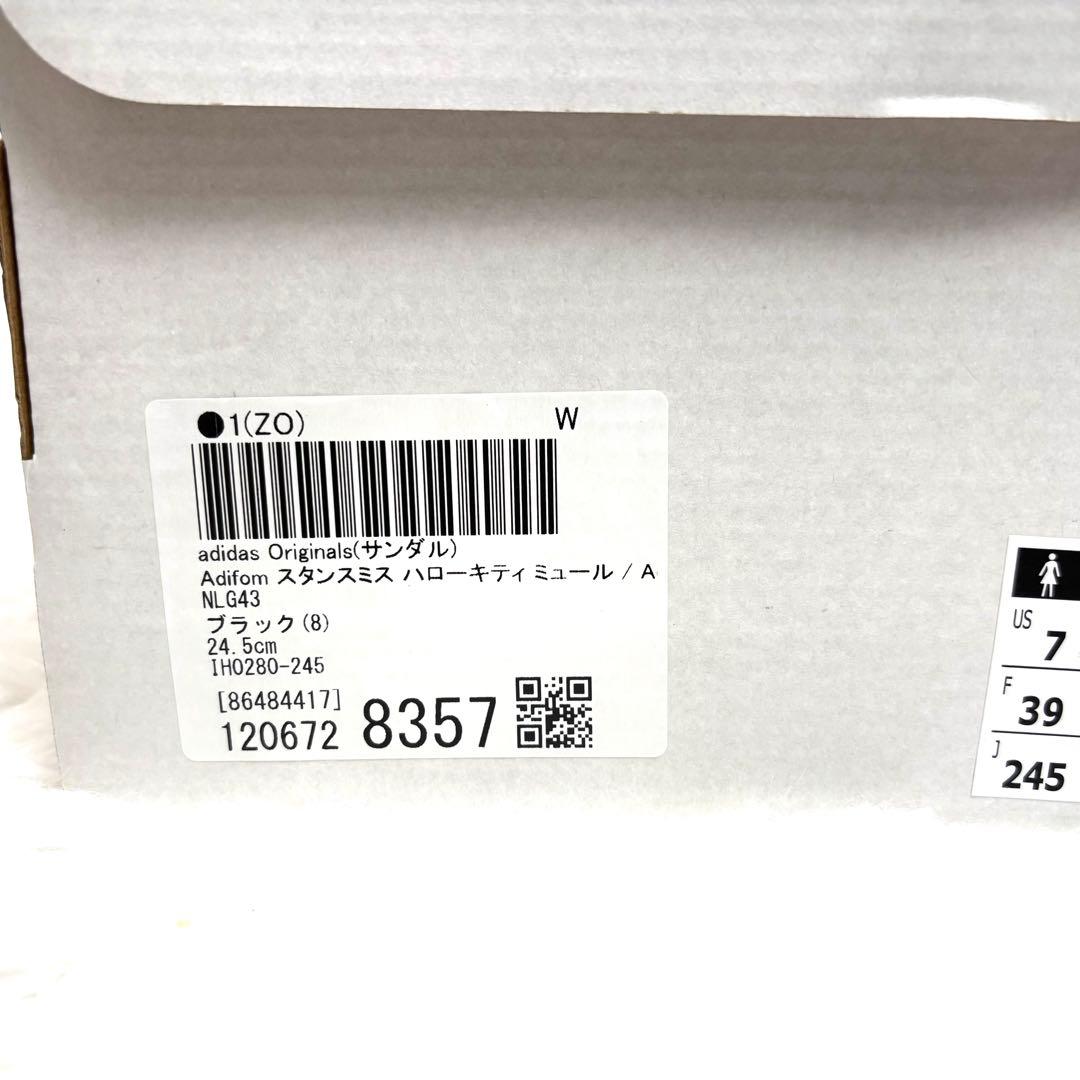 ●1(ZO) W
adidas Originals(サンダル)
Adifom スタンスミス ハローキティ ミュール / A
NLG43
ブラック(8)
24.5cm
IH0280-245
[86484417]
120672 8357
US
7
F
39
J
245